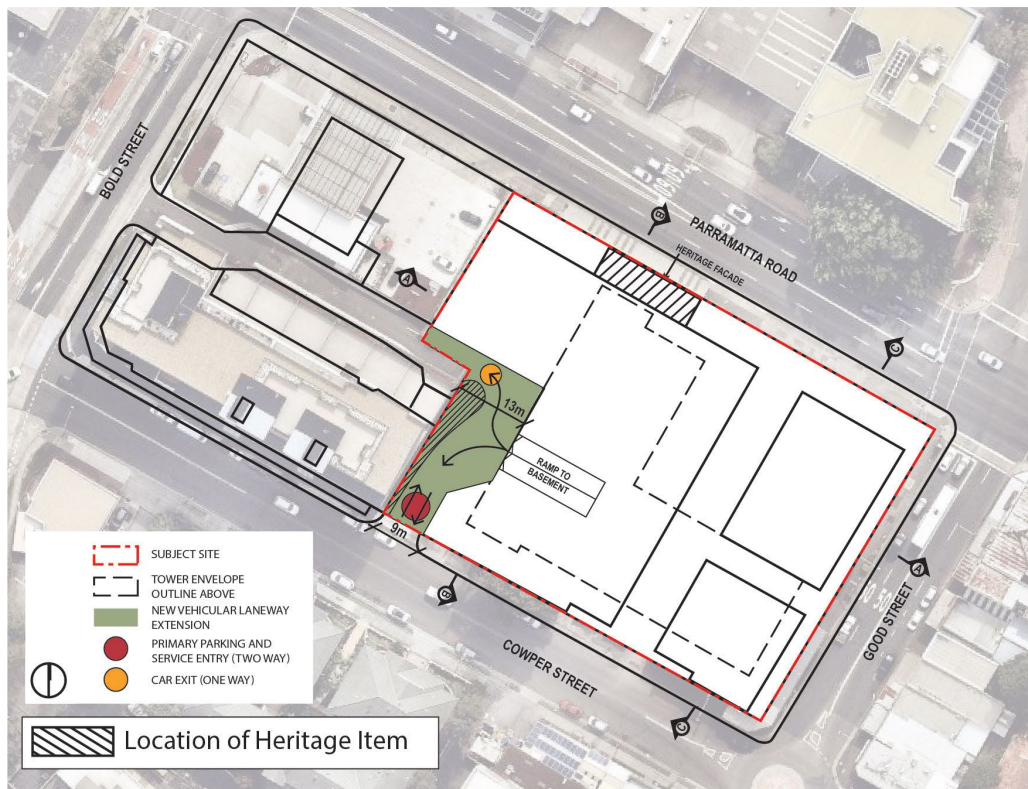 BOLD STREET
PARRAMATTA ROAD
HERITAGE FACADE
B
A
C
13m
RAMP TO
BASEMENT
9m
B
A
GOOD STREET
COWPER STREET
C
SUBJECT SITE
TOWER ENVELOPE
OUTLINE ABOVE
NEW VEHICULAR LANEWAY
EXTENSION
PRIMARY PARKING AND
SERVICE ENTRY (TWO WAY)
CAR EXIT (ONE WAY)
Location of Heritage Item